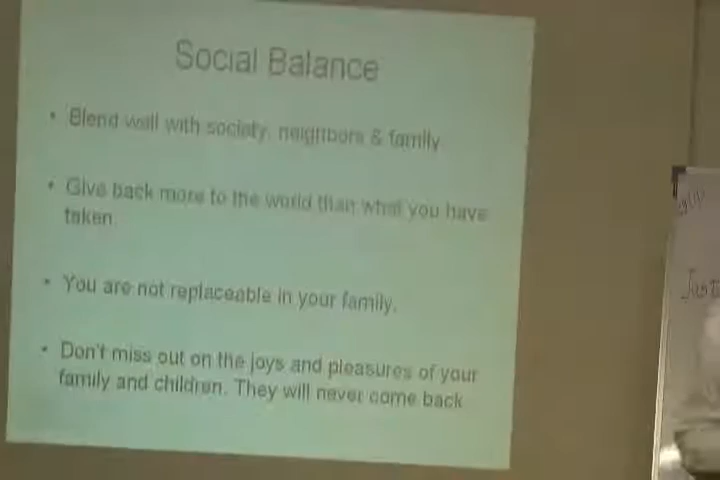 Social Balance
• Blend well with society, neighbors & family
• Give back more to the world than what you have
taken.
• You are not replaceable in your family.
• Don't miss out on the joys and pleasures of your
family and children. They will never come back
Just